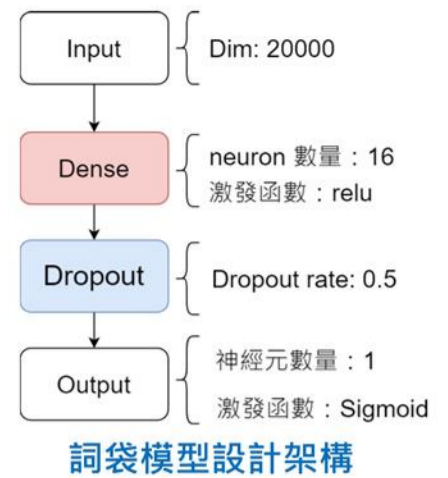 Input
Dim: 20000
Dense
neuron 數量：16
激發函數：relu
Dropout
Dropout rate: 0.5
Output
神經元數量：1
激發函數：Sigmoid
詞袋模型設計架構